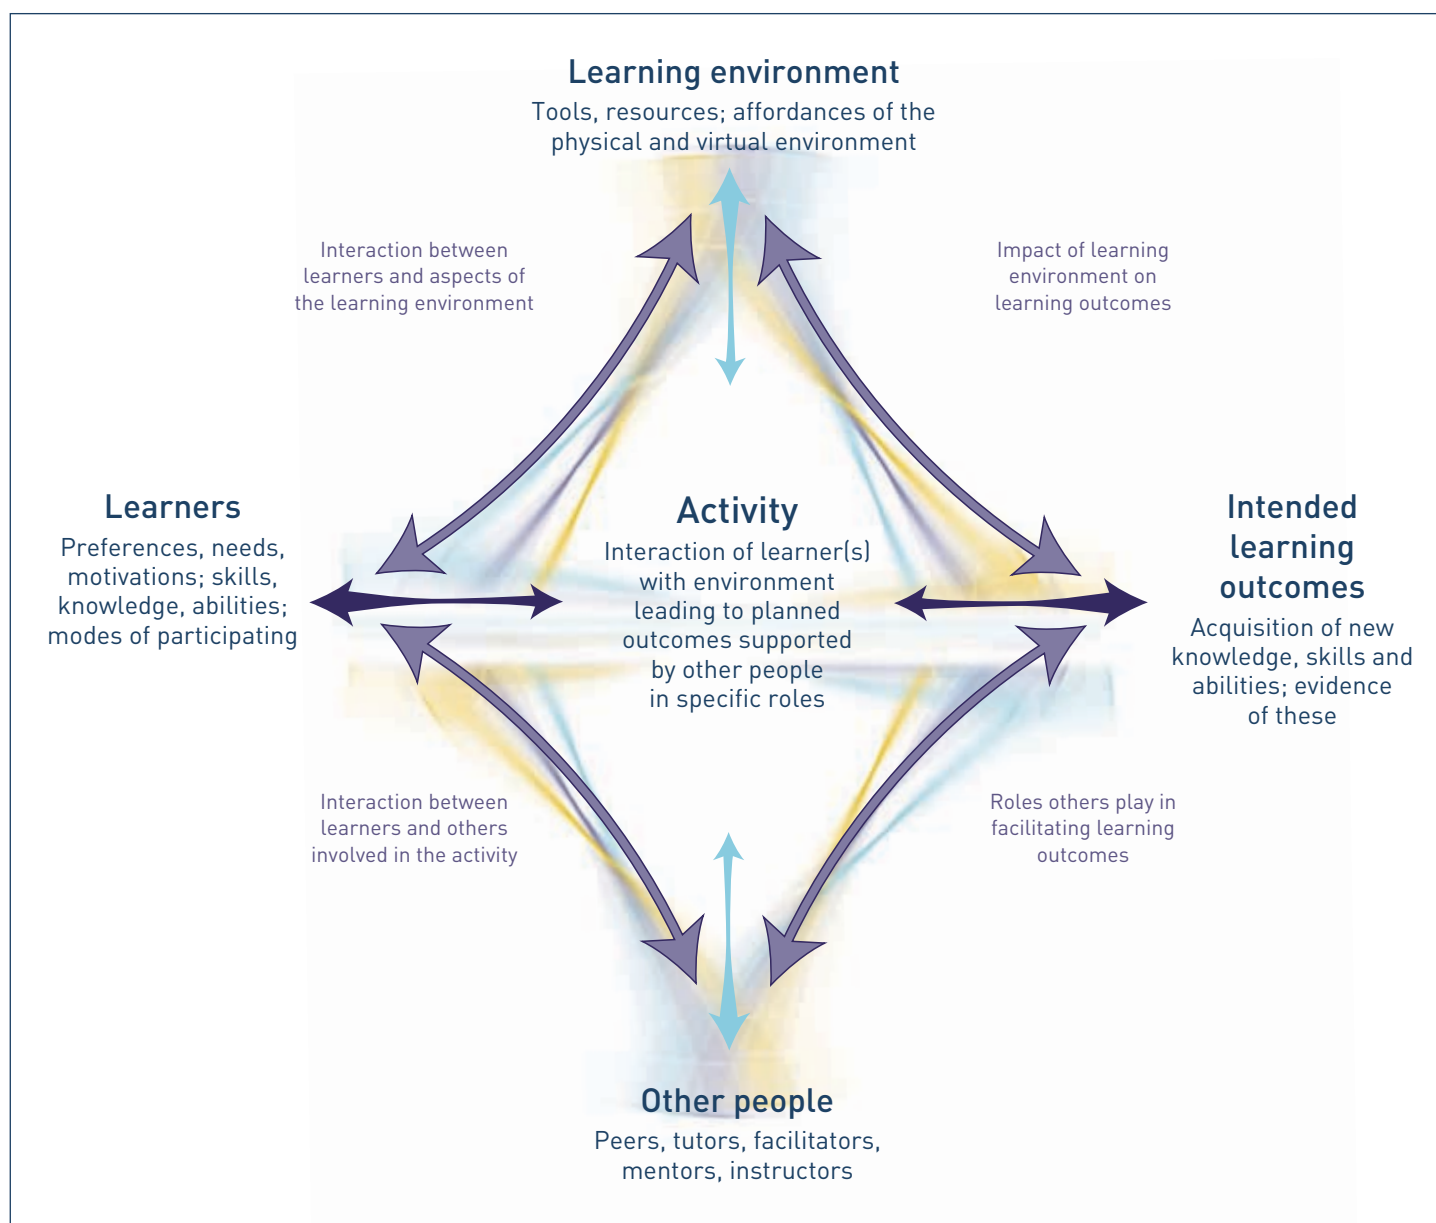 Learning environment
Tools, resources; affordances of the
physical and virtual environment
Interaction between
learners and aspects of
the learning environment
Impact of learning
environment on
learning outcomes
Learners
Preferences, needs,
motivations; skills,
knowledge, abilities;
modes of participating
Activity
Interaction of learner(s)
with environment
leading to planned
outcomes supported
by other people
in specific roles
Intended
learning
outcomes
Acquisition of new
knowledge, skills and
abilities; evidence
of these
Interaction between
learners and others
involved in the activity
Roles others play in
facilitating learning
outcomes
Other people
Peers, tutors, facilitators,
mentors, instructors